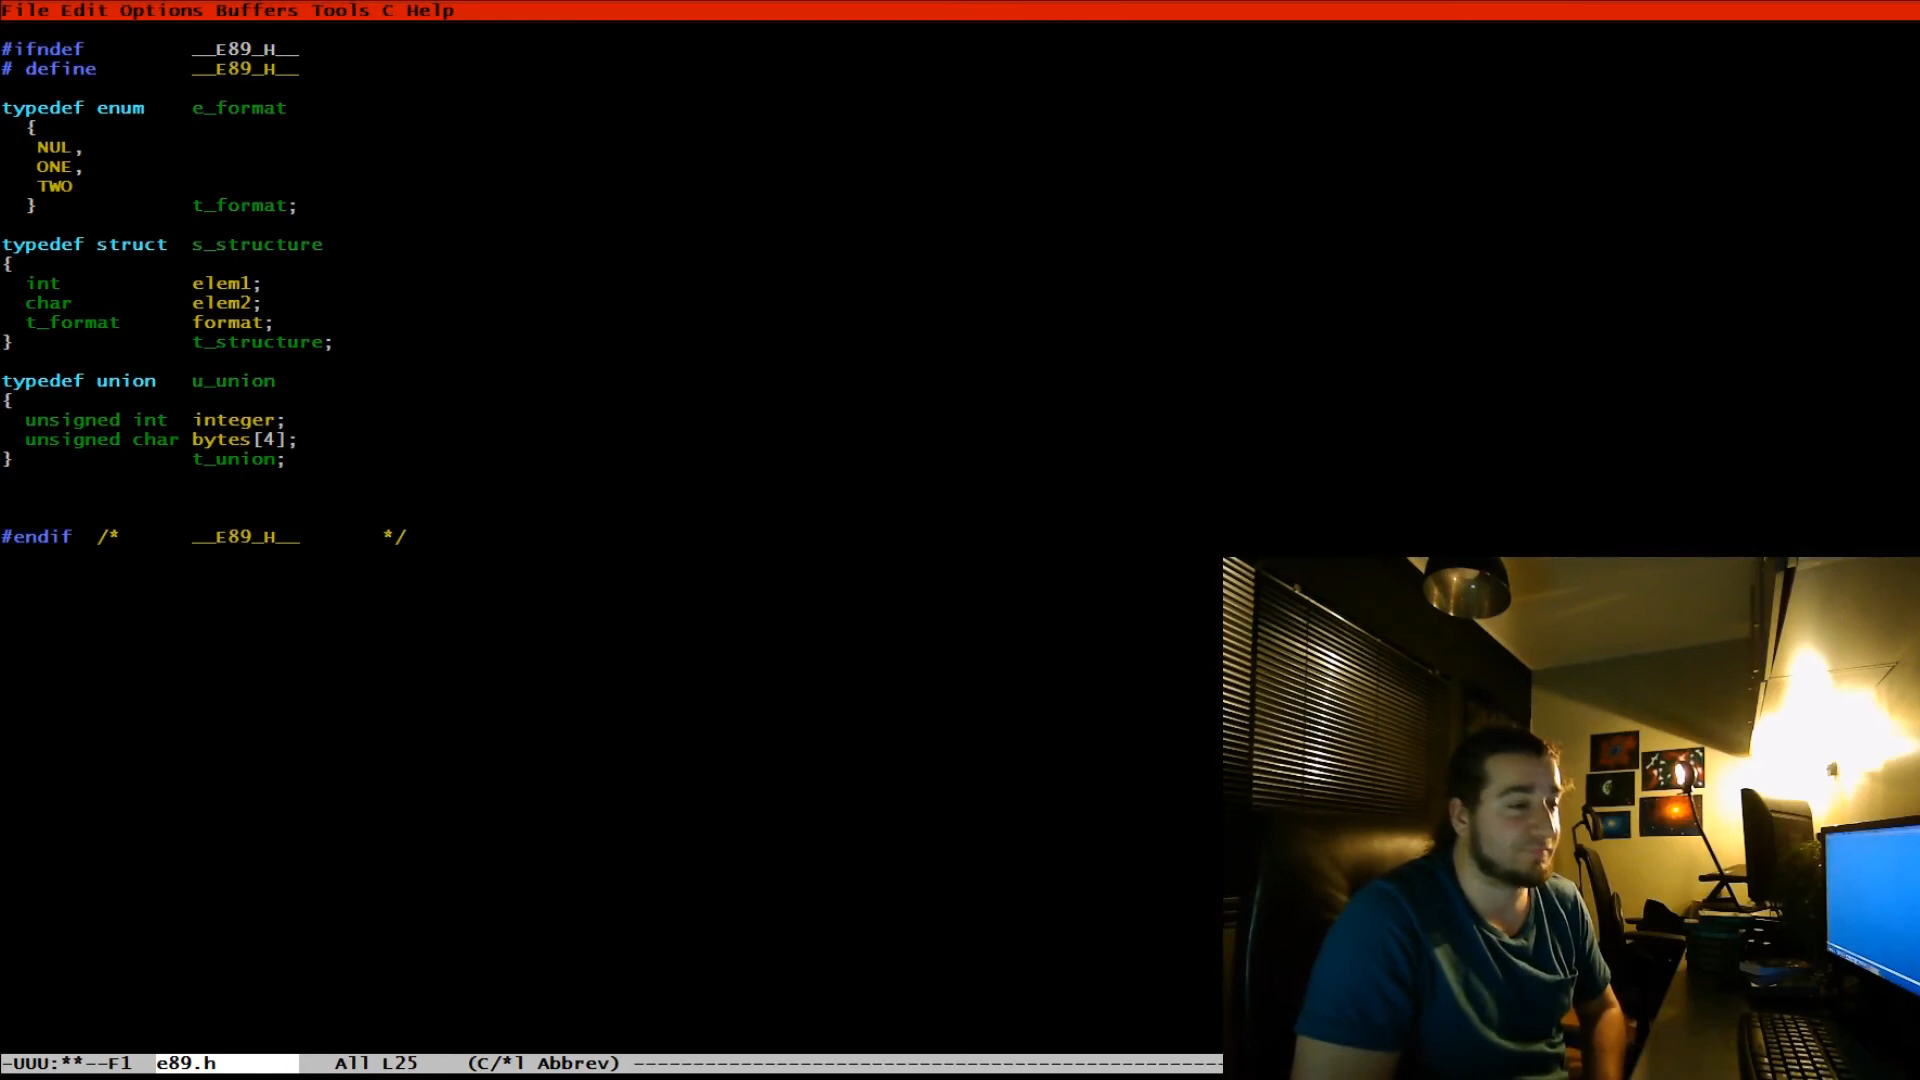 File Edit Options Buffers Tools C Help
#ifndef __E89_H__
# define __E89_H__
typedef enum e_format
{
NUL,
ONE,
TWO
} t_format;
typedef struct s_structure
{
int elem1;
char elem2;
t_format format;
} t_structure;
typedef union u_union
{
unsigned int integer;
unsigned char bytes[4];
} t_union;
#endif /* __E89_H__ */
-UUU:**--F1 e89.h All L25 (C/*l Abbrev) --------------------------------------------------